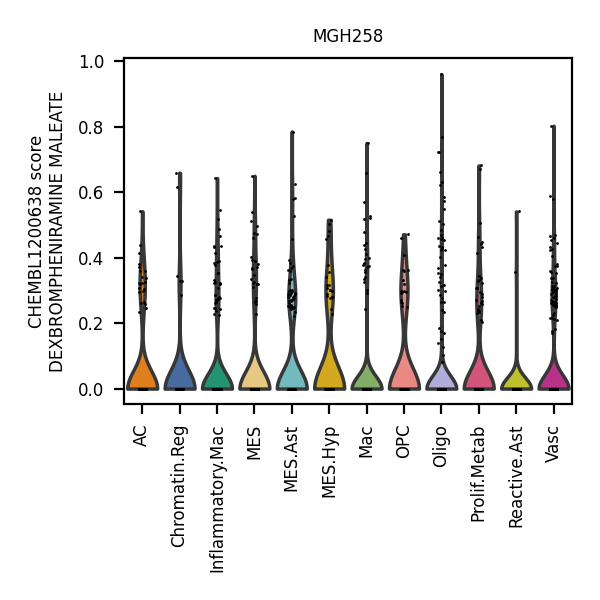 MGH258
CHEMBL1200638 score
DEXBROMPHENIRAMINE MALEATE
1.0
0.8
0.6
0.4
0.2
0.0
AC
Chromatin.Reg
Inflammatory.Mac
MES
MES.Ast
MES.Hyp
Mac
OPC
Oligo
Prolif.Metab
Reactive.Ast
Vasc